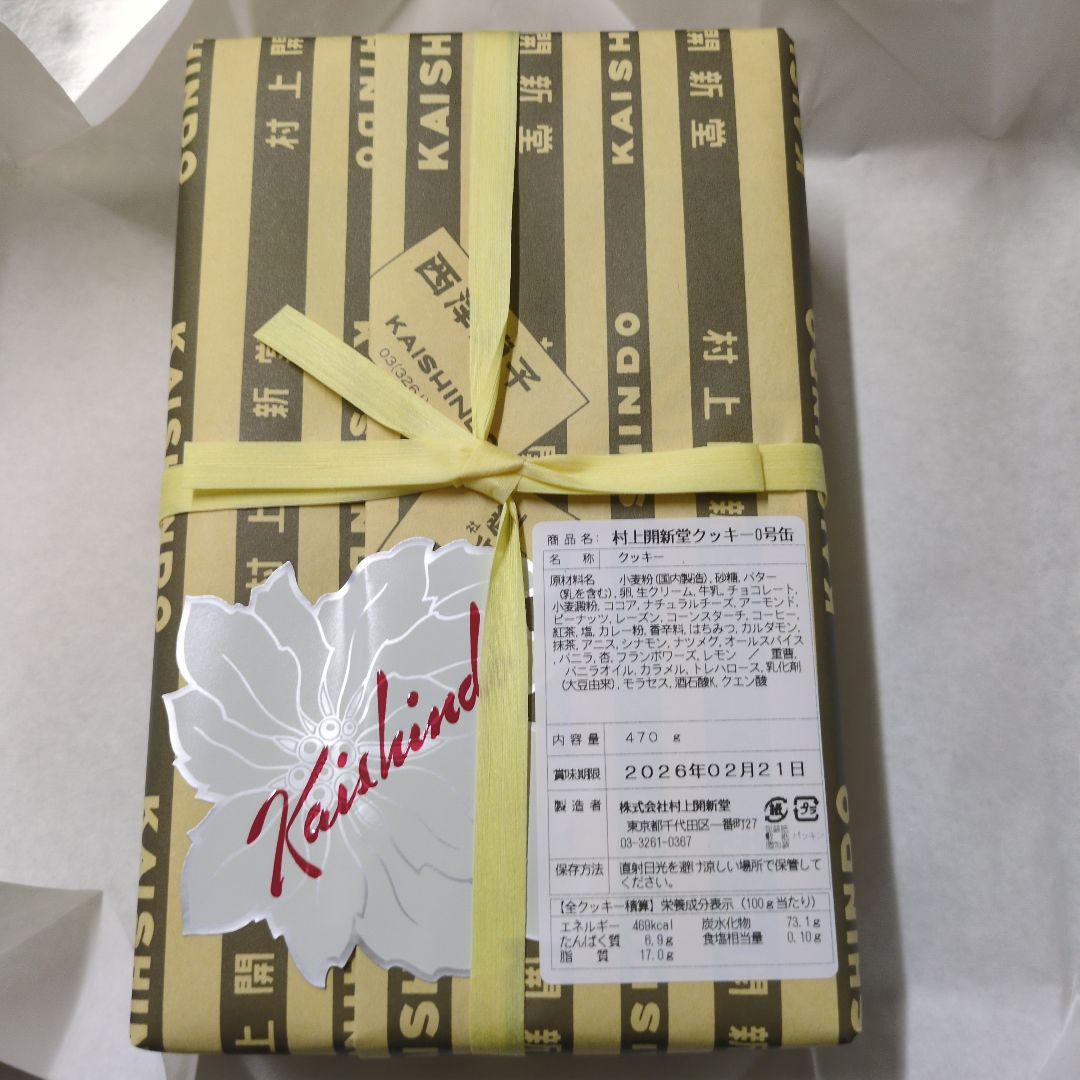 KAISHINDO
村上開新堂
西洋菓子
KAISHINDO
03(3261
Kaishindo
商品名: 村上開新堂クッキー0号缶
名称 クッキー
原材料名 小麦粉(国内製造), 砂糖, バター
(乳を含む), 卵, 生クリーム, 牛乳, チョコレート,
小麦澱粉, ココア, ナチュラルチーズ, アーモンド,
ピーナッツ, レーズン, コーンスターチ, コーヒー,
紅茶, 塩, カレー粉, 香辛料, はちみつ, カルダモン,
抹茶, アニス, シナモン, ナツメグ, オールスパイス
, バニラ, 杏, フランボワーズ, レモン / 重曹,
バニラオイル, カラメル, トレハロース, 乳化剤
(大豆由来), モラセス, 酒石酸K, クエン酸
内容量 470 g
賞味期限 2026年02月21日
製造者 株式会社村上開新堂
東京都千代田区一番町27
03-3261-0367
紙 プラ
保存方法 直射日光を避け涼しい場所で保管して
ください。
【全クッキー積算】栄養成分表示(100g当たり)
エネルギー 469kcal 炭水化物 73.1g
たんぱく質 6.9g 食塩相当量 0.10g
脂質 17.0g